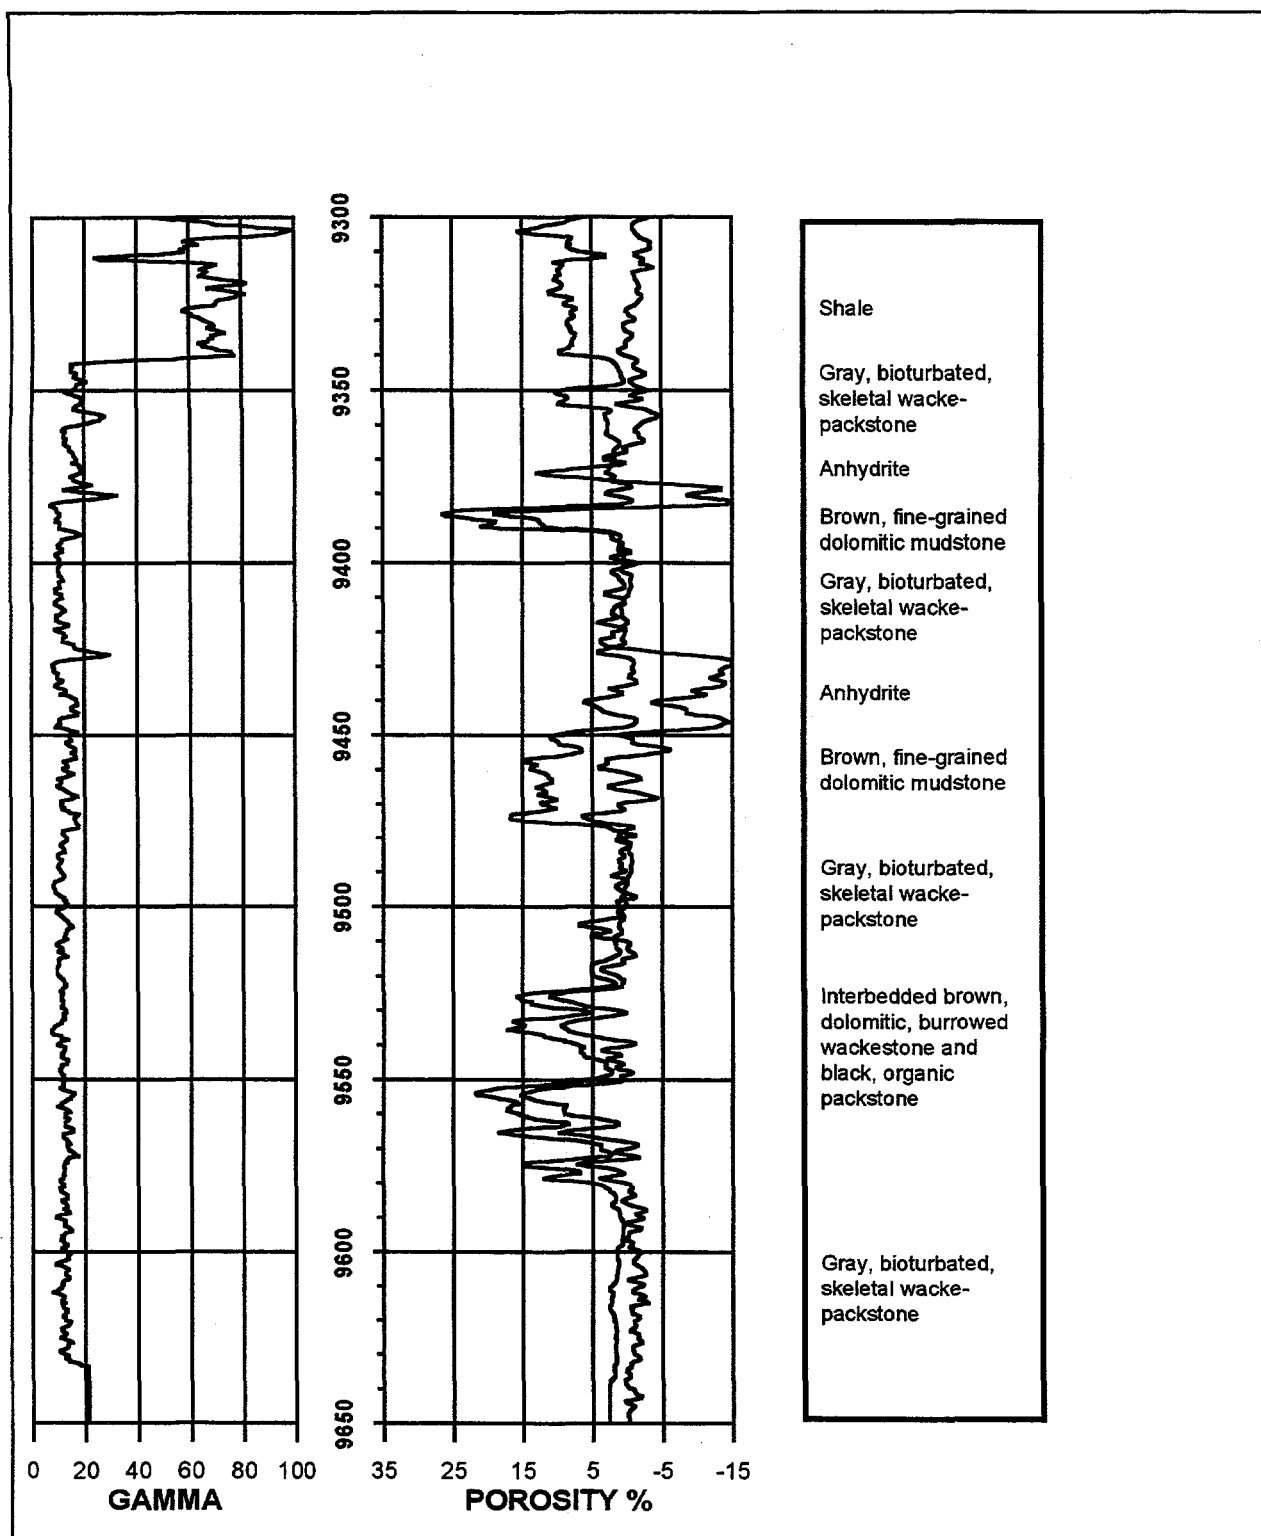 9300
Shale
9350
Gray, bioturbated,
skeletal wacke-
packstone
Anhydrite
Brown, fine-grained
dolomitic mudstone
9400
Gray, bioturbated,
skeletal wacke-
packstone
Anhydrite
9450
Brown, fine-grained
dolomitic mudstone
Gray, bioturbated,
skeletal wacke-
packstone
9500
Interbedded brown,
dolomitic, burrowed
wackestone and
black, organic
packstone
9550
9600
Gray, bioturbated,
skeletal wacke-
packstone
9650
0 20 40 60 80 100 35 25 15 5 -5 -15
GAMMA POROSITY %